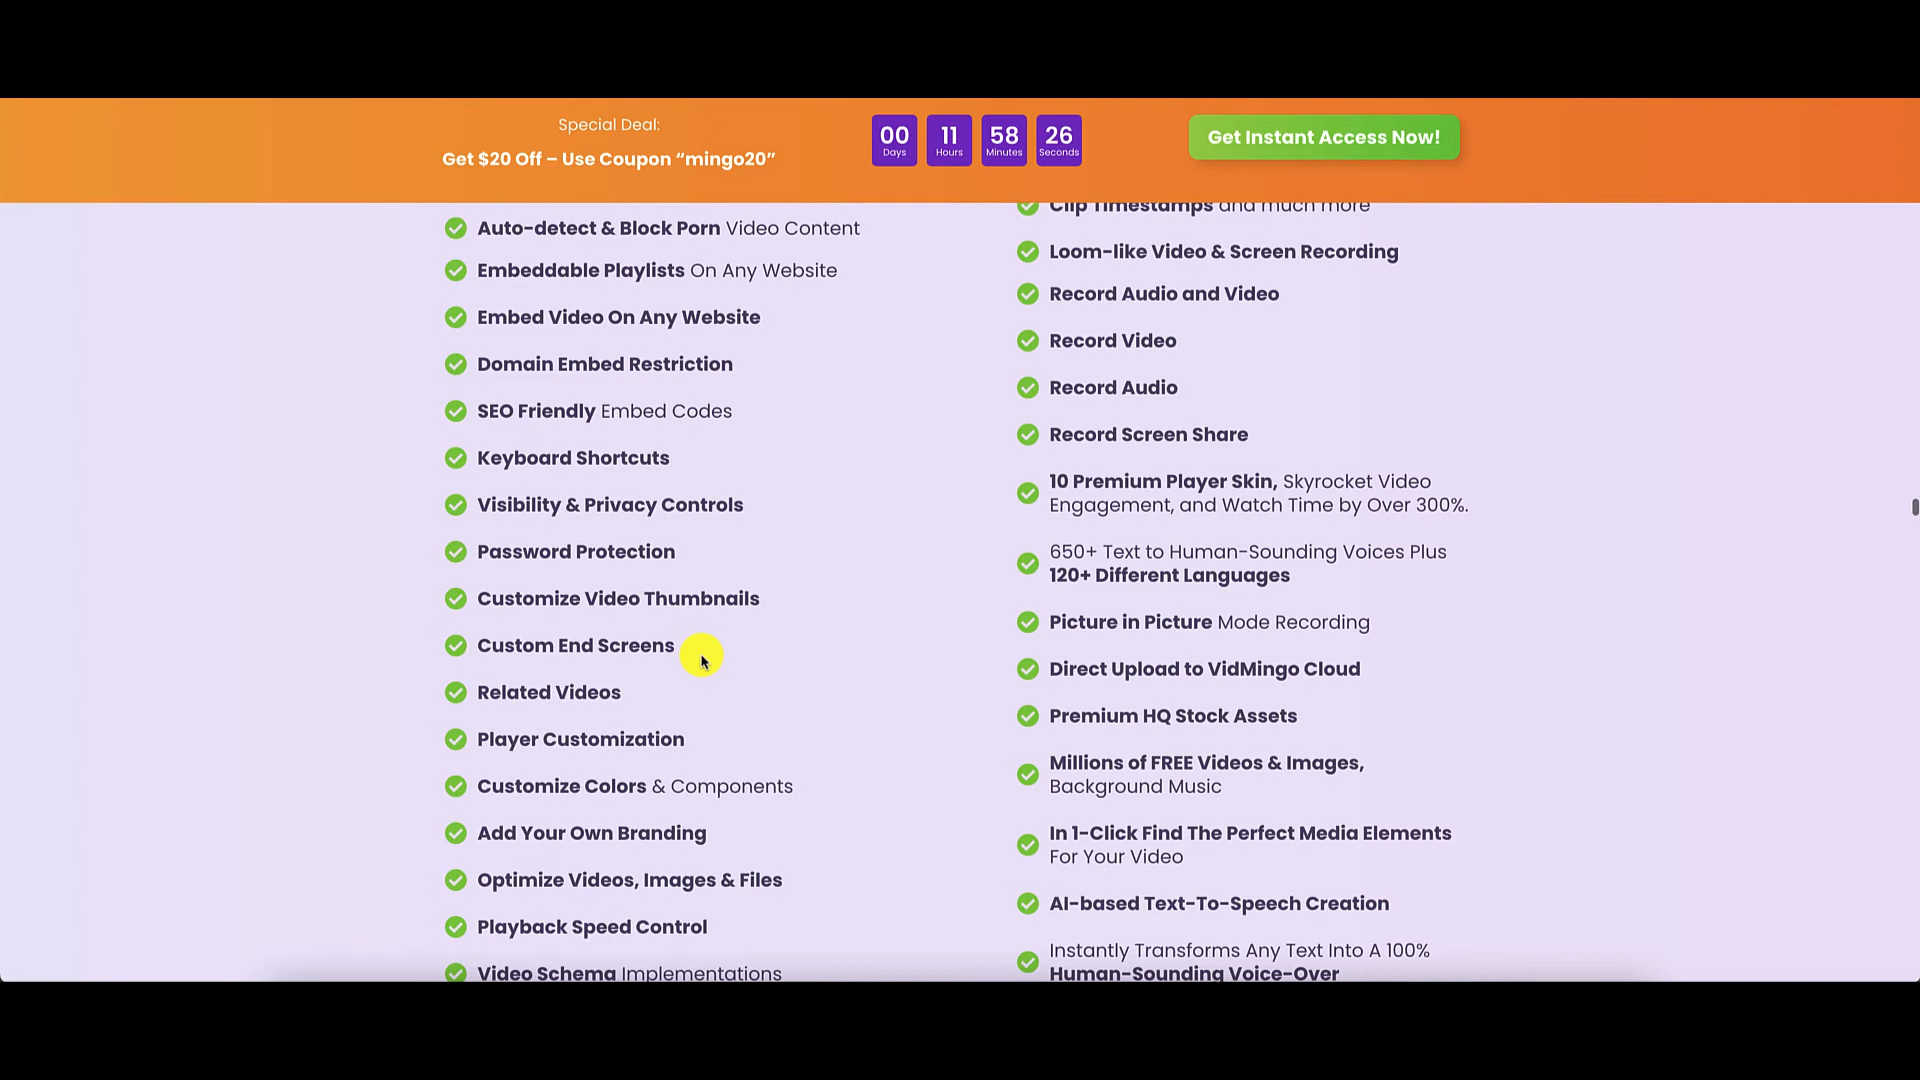 Special Deal:
Get $20 Off – Use Coupon “mingo20”
00
Days
11
Hours
58
Minutes
26
Seconds
Get Instant Access Now!
Auto-detect & Block Porn Video Content
Embeddable Playlists On Any Website
Embed Video On Any Website
Domain Embed Restriction
SEO Friendly Embed Codes
Keyboard Shortcuts
Visibility & Privacy Controls
Password Protection
Customize Video Thumbnails
Custom End Screens
Related Videos
Player Customization
Customize Colors & Components
Add Your Own Branding
Optimize Videos, Images & Files
Playback Speed Control
Video Schema Implementations
Clip Timestamps and much more
Loom-like Video & Screen Recording
Record Audio and Video
Record Video
Record Audio
Record Screen Share
10 Premium Player Skin, Skyrocket Video
Engagement, and Watch Time by Over 300%.
650+ Text to Human-Sounding Voices Plus
120+ Different Languages
Picture in Picture Mode Recording
Direct Upload to VidMingo Cloud
Premium HQ Stock Assets
Millions of FREE Videos & Images,
Background Music
In 1-Click Find The Perfect Media Elements
For Your Video
AI-based Text-To-Speech Creation
Instantly Transforms Any Text Into A 100%
Human-Sounding Voice-Over